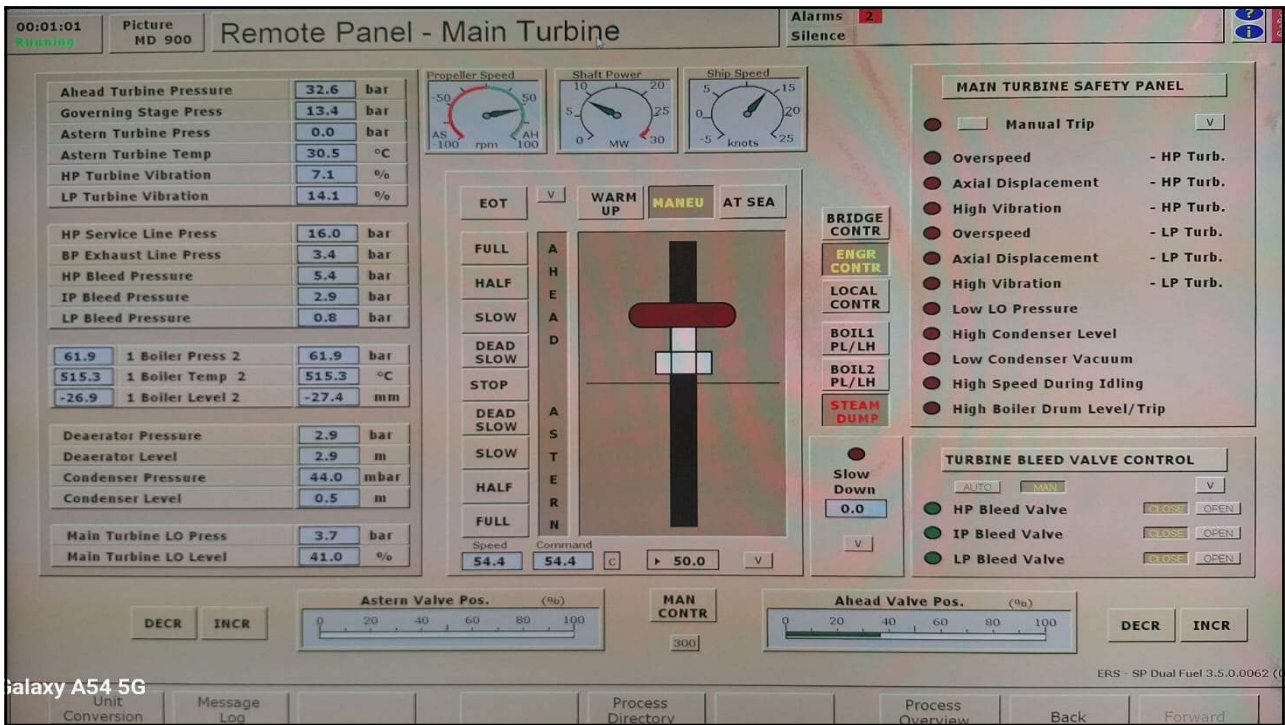 00:01:01
Running
Picture
MD 900
Remote Panel - Main Turbine
Alarms 2
Silence
?
i
Ahead Turbine Pressure 32.6 bar
Governing Stage Press 13.4 bar
Astern Turbine Press 0.0 bar
Astern Turbine Temp 30.5 °C
HP Turbine Vibration 7.1 %
LP Turbine Vibration 14.1 %
HP Service Line Press 16.0 bar
BP Exhaust Line Press 3.4 bar
HP Bleed Pressure 5.4 bar
IP Bleed Pressure 2.9 bar
LP Bleed Pressure 0.8 bar
61.9 1 Boiler Press 2 61.9 bar
515.3 1 Boiler Temp 2 515.3 °C
-26.9 1 Boiler Level 2 -27.4 mm
Deaerator Pressure 2.9 bar
Deaerator Level 2.9 m
Condenser Pressure 44.0 mbar
Condenser Level 0.5 m
Main Turbine LO Press 3.7 bar
Main Turbine LO Level 41.0 %
Propeller Speed
-50 50
AS AH
-100 rpm 100
Shaft Power
10 20
5 25
0 MW 30
Ship Speed
5 15
0 20
-5 knots 25
EOT V
WARM
UP
MANEU
AT SEA
FULL
HALF
SLOW
DEAD
SLOW
STOP
DEAD
SLOW
SLOW
HALF
FULL
AHEAD
ASTERN
Speed Command
54.4 54.4 C 50.0 V
BRIDGE
CONTR
ENGR
CONTR
LOCAL
CONTR
BOIL1
PL/LH
BOIL2
PL/LH
STEAM
DUMP
Slow
Down
0.0
V
MAIN TURBINE SAFETY PANEL
Manual Trip V
Overspeed - HP Turb.
Axial Displacement - HP Turb.
High Vibration - HP Turb.
Overspeed - LP Turb.
Axial Displacement - LP Turb.
High Vibration - LP Turb.
Low LO Pressure
High Condenser Level
Low Condenser Vacuum
High Speed During Idling
High Boiler Drum Level/Trip
TURBINE BLEED VALVE CONTROL
AUTO MAN V
HP Bleed Valve CLOSE OPEN
IP Bleed Valve CLOSE OPEN
LP Bleed Valve CLOSE OPEN
DECR INCR
Astern Valve Pos. (%)
0 20 40 60 80 100
MAN
CONTR
300
Ahead Valve Pos. (%)
0 20 40 60 80 100
DECR INCR
ERS - SP Dual Fuel 3.5.0.0062
Galaxy A54 5G
Unit
Conversion
Message
Log
Process
Directory
Process
Overview
Back
Forward